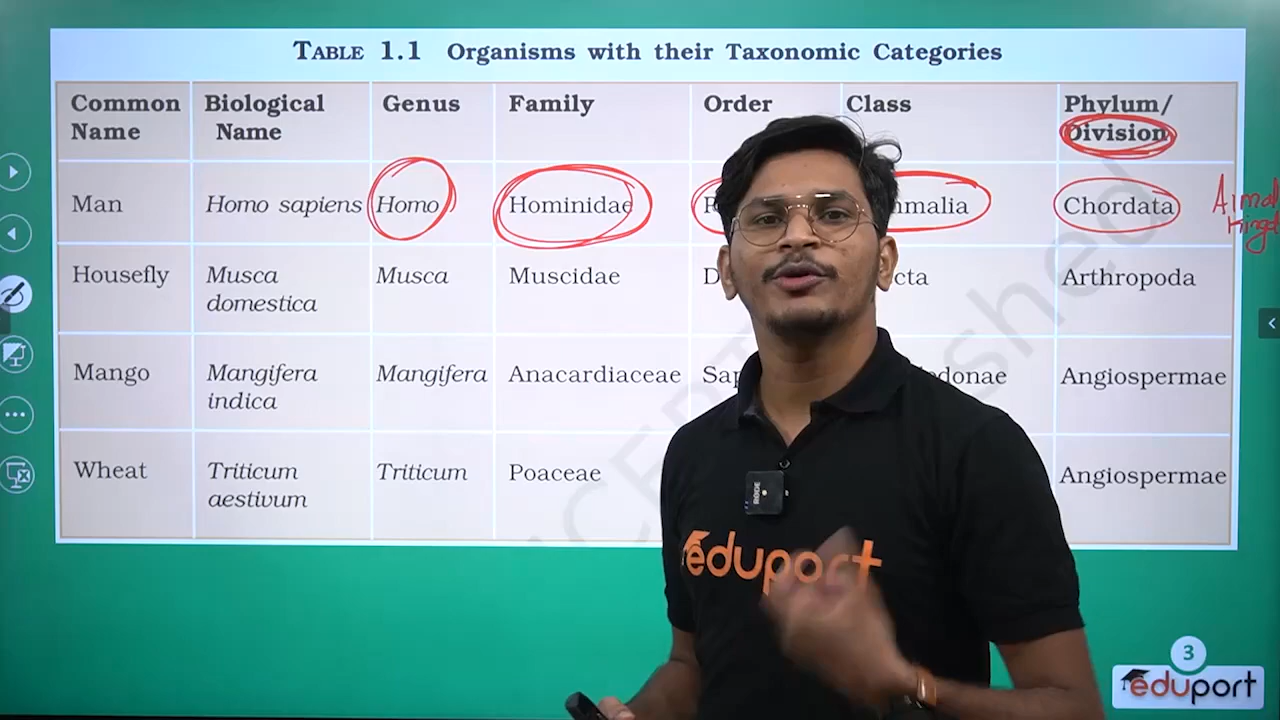 TABLE 1.1 Organisms with their Taxonomic Categories
Common Name Biological Name Genus Family Order Class Phylum/ Division
Man Homo sapiens Homo Hominidae Chordata
Housefly Musca domestica Musca Muscidae Arthropoda
Mango Mangifera indica Mangifera Anacardiaceae Angiospermae
Wheat Triticum aestivum Triticum Poaceae Angiospermae
RODE
eduport
3
eduport